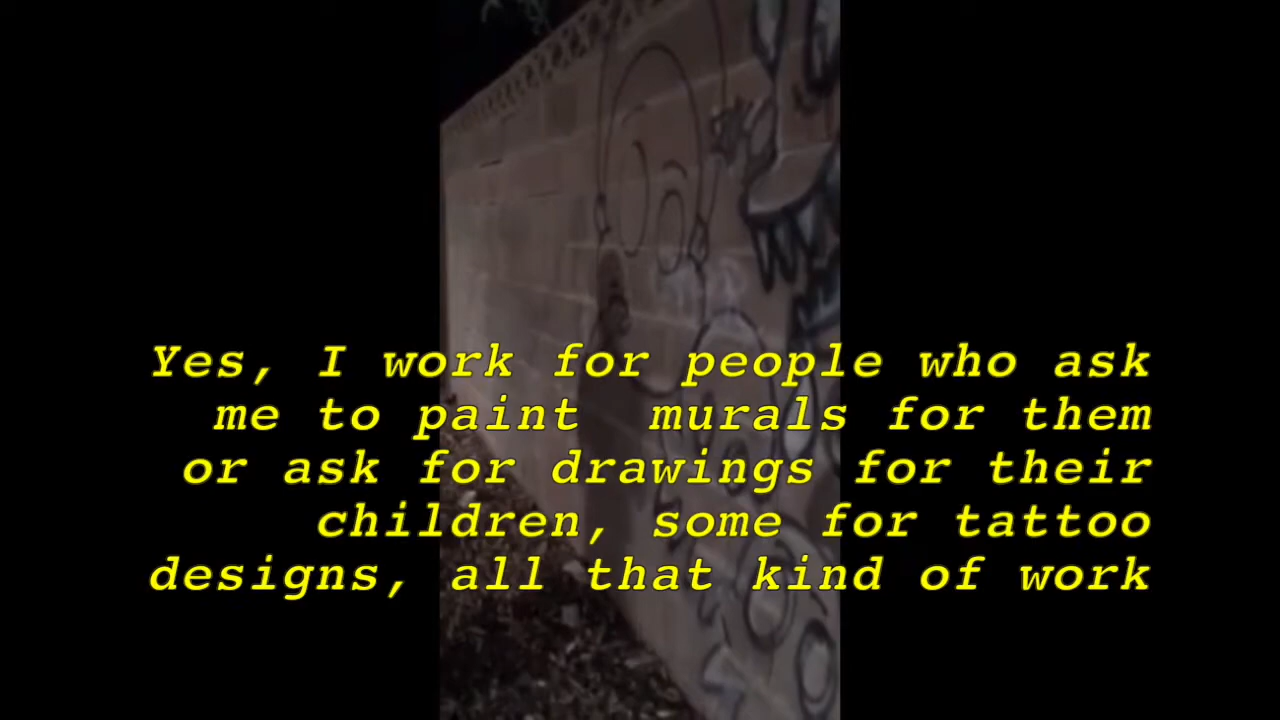 Yes, I work for people who ask
me to paint  murals for them
or ask for drawings for their
children, some for tattoo
designs, all that kind of work